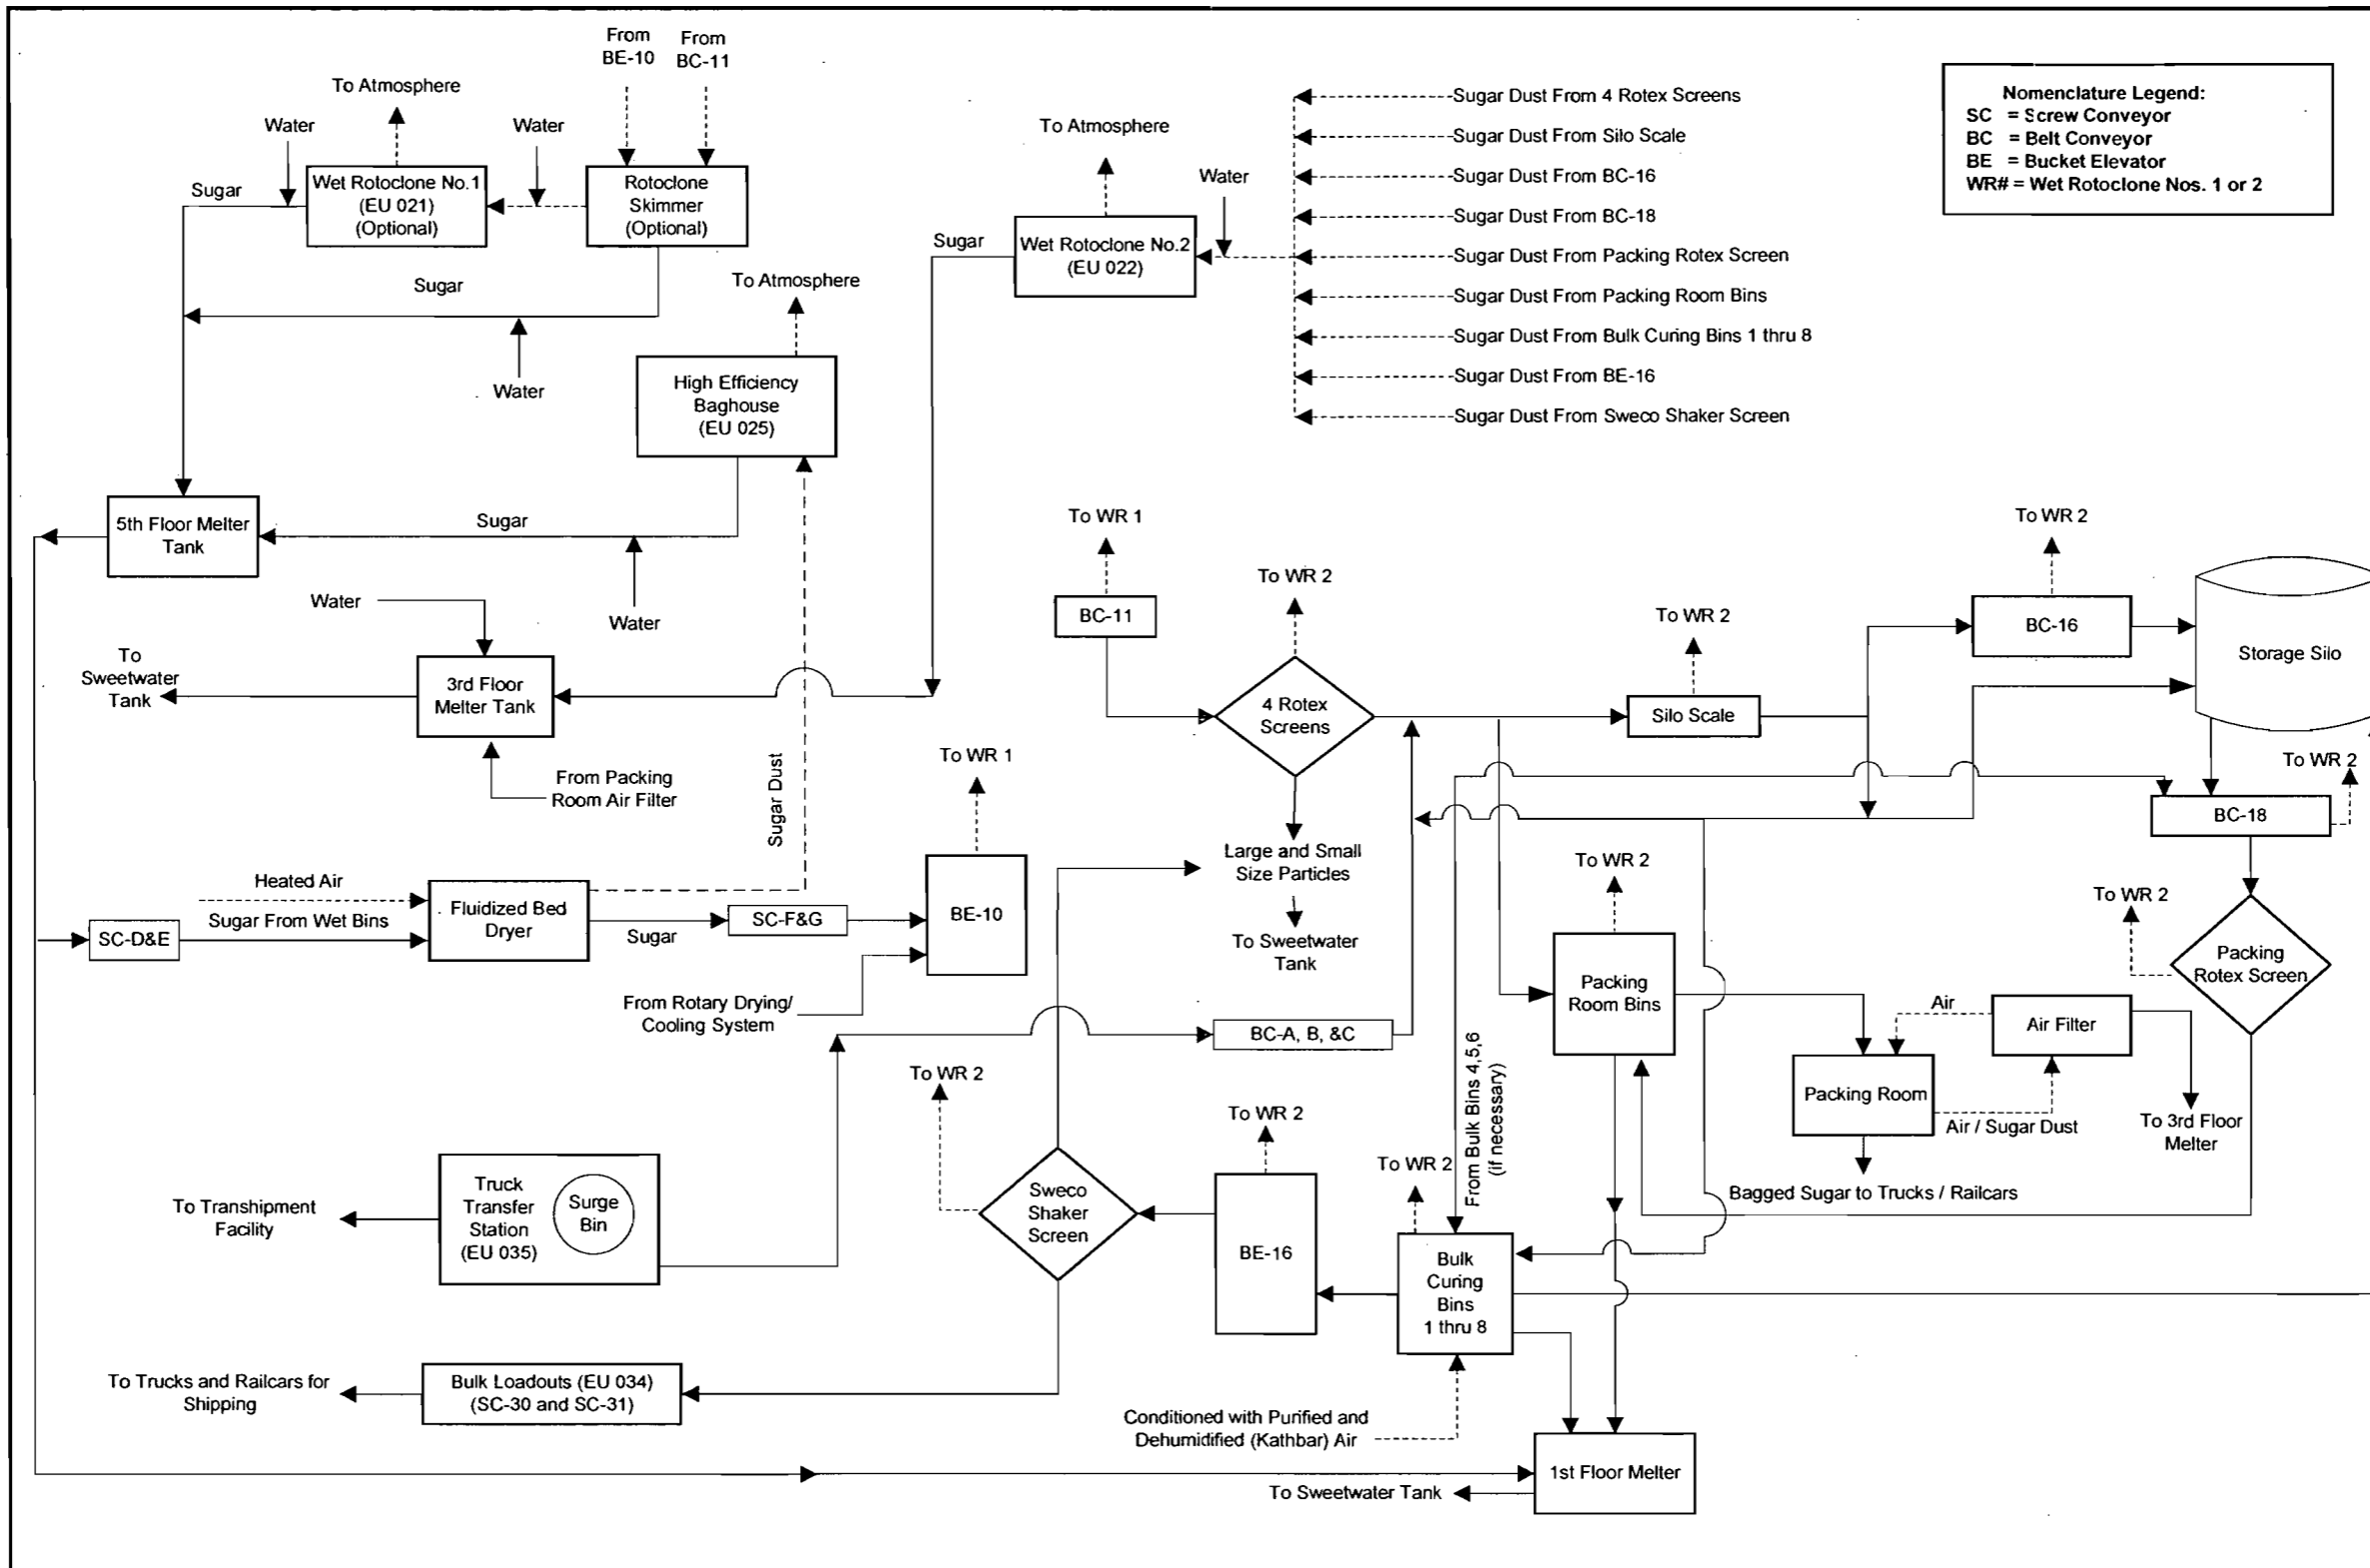 From
BE-10
From
BC-11
To Atmosphere
Water
Water
Sugar
Wet Rotoclone No.1
(EU 021)
(Optional)
Rotoclone
Skimmer
(Optional)
Sugar
Water
To Atmosphere
High Efficiency
Baghouse
(EU 025)
5th Floor Melter
Tank
Sugar
Water
Water
To
Sweetwater
Tank
3rd Floor
Melter Tank
From Packing
Room Air Filter
To Atmosphere
Water
Sugar
Wet Rotoclone No.2
(EU 022)
Sugar Dust From 4 Rotex Screens
Sugar Dust From Silo Scale
Sugar Dust From BC-16
Sugar Dust From BC-18
Sugar Dust From Packing Rotex Screen
Sugar Dust From Packing Room Bins
Sugar Dust From Bulk Curing Bins 1 thru 8
Sugar Dust From BE-16
Sugar Dust From Sweco Shaker Screen
Nomenclature Legend:
SC = Screw Conveyor
BC = Belt Conveyor
BE = Bucket Elevator
WR# = Wet Rotoclone Nos. 1 or 2
To WR 1
BC-11
To WR 2
4 Rotex
Screens
To WR 2
Silo Scale
To WR 2
BC-16
Storage Silo
To WR 2
BC-18
Large and Small
Size Particles
To Sweetwater
Tank
Sugar Dust
To WR 1
BE-10
Heated Air
Sugar From Wet Bins
SC-D&E
Fluidized Bed
Dryer
Sugar
SC-F&G
From Rotary Drying/
Cooling System
BC-A, B, &C
To WR 2
Packing
Room Bins
To WR 2
Packing
Rotex Screen
Air
Air Filter
Packing Room
Air / Sugar Dust
To 3rd Floor
Melter
Bagged Sugar to Trucks / Railcars
From Bulk Bins 4,5,6
(if necessary)
To WR 2
Sweco
Shaker
Screen
To WR 2
BE-16
To WR 2
Bulk
Curing
Bins
1 thru 8
To Transhipment
Facility
Truck
Transfer
Station
(EU 035)
Surge
Bin
To Trucks and Railcars for
Shipping
Bulk Loadouts (EU 034)
(SC-30 and SC-31)
Conditioned with Purified and
Dehumidified (Kathbar) Air
1st Floor Melter
To Sweetwater Tank